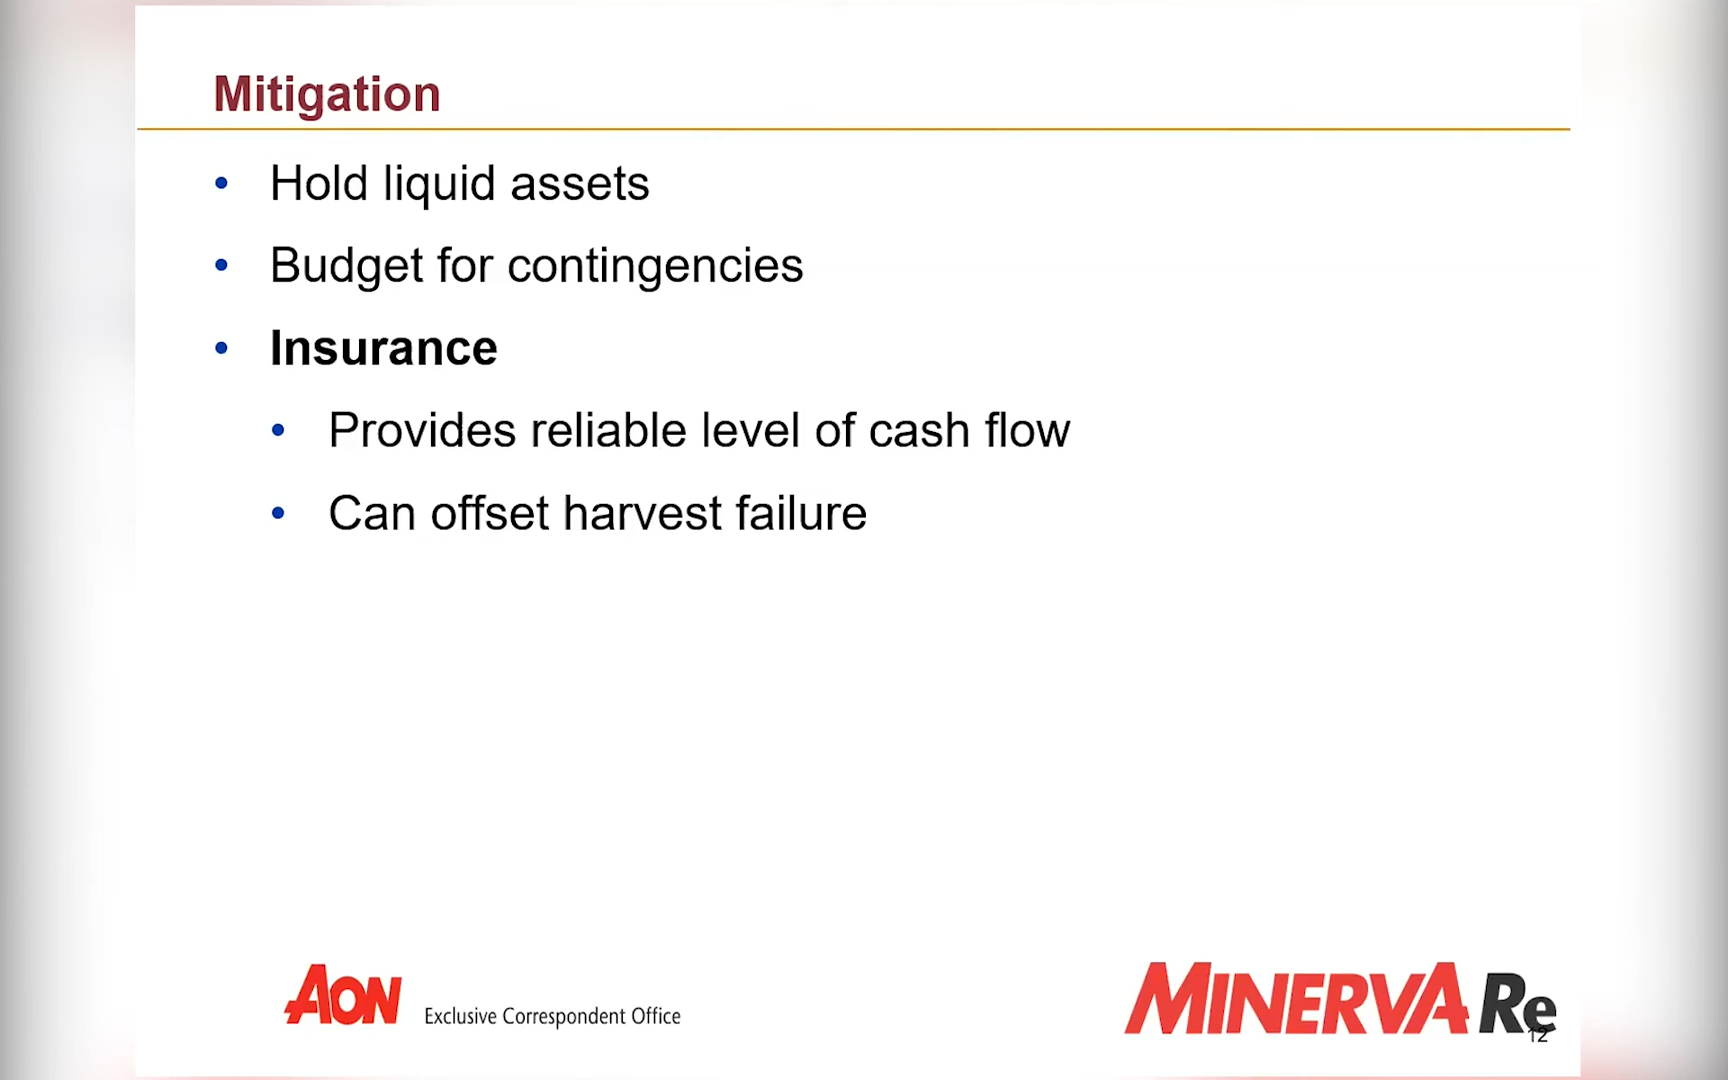 Mitigation
• Hold liquid assets
• Budget for contingencies
• Insurance
• Provides reliable level of cash flow
• Can offset harvest failure
AON Exclusive Correspondent Office
MINERVA Re
12